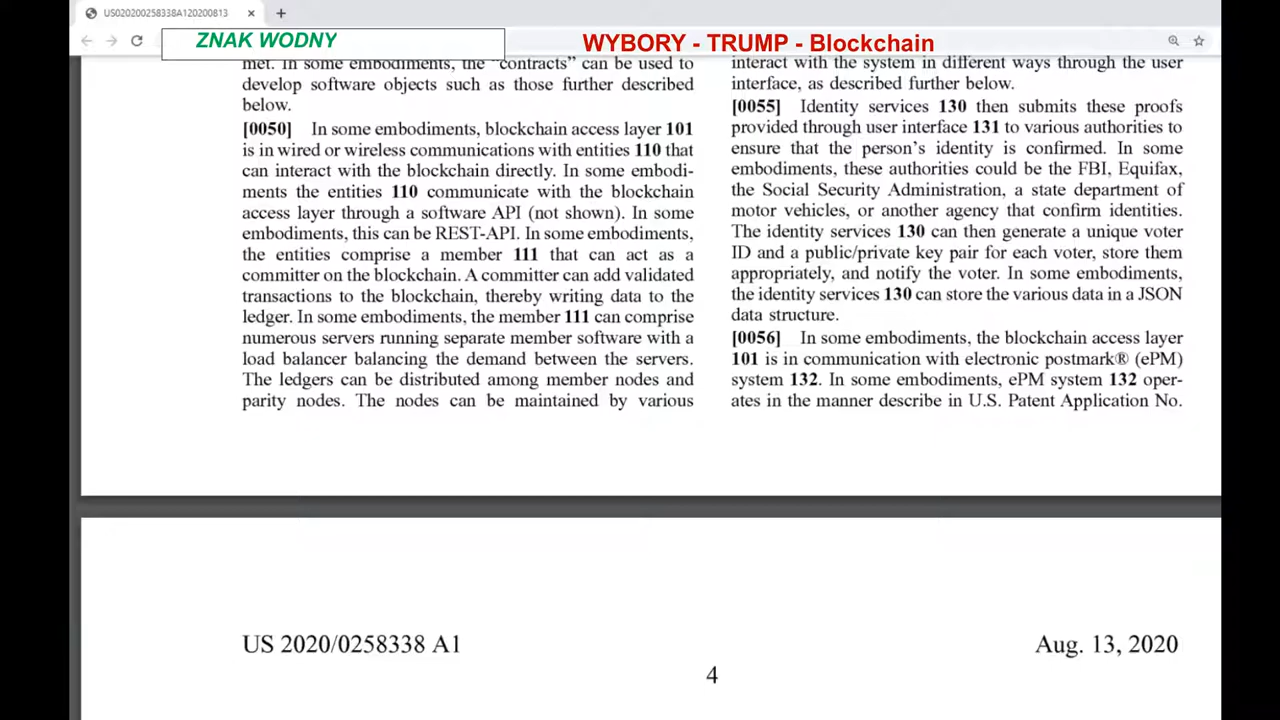 US020200258338A120200813
ZNAK WODNY
WYBORY - TRUMP - Blockchain
met. In some embodiments, the "contracts" can be used to
develop software objects such as those further described
below.
[0050] In some embodiments, blockchain access layer 101
is in wired or wireless communications with entities 110 that
can interact with the blockchain directly. In some embodi-
ments the entities 110 communicate with the blockchain
access layer through a software API (not shown). In some
embodiments, this can be REST-API. In some embodiments,
the entities comprise a member 111 that can act as a
committer on the blockchain. A committer can add validated
transactions to the blockchain, thereby writing data to the
ledger. In some embodiments, the member 111 can comprise
numerous servers running separate member software with a
load balancer balancing the demand between the servers.
The ledgers can be distributed among member nodes and
parity nodes. The nodes can be maintained by various
interact with the system in different ways through the user
interface, as described further below.
[0055] Identity services 130 then submits these proofs
provided through user interface 131 to various authorities to
ensure that the person's identity is confirmed. In some
embodiments, these authorities could be the FBI, Equifax,
the Social Security Administration, a state department of
motor vehicles, or another agency that confirm identities.
The identity services 130 can then generate a unique voter
ID and a public/private key pair for each voter, store them
appropriately, and notify the voter. In some embodiments,
the identity services 130 can store the various data in a JSON
data structure.
[0056] In some embodiments, the blockchain access layer
101 is in communication with electronic postmark® (ePM)
system 132. In some embodiments, ePM system 132 oper-
ates in the manner describe in U.S. Patent Application No.
US 2020/0258338 A1
Aug. 13, 2020
4